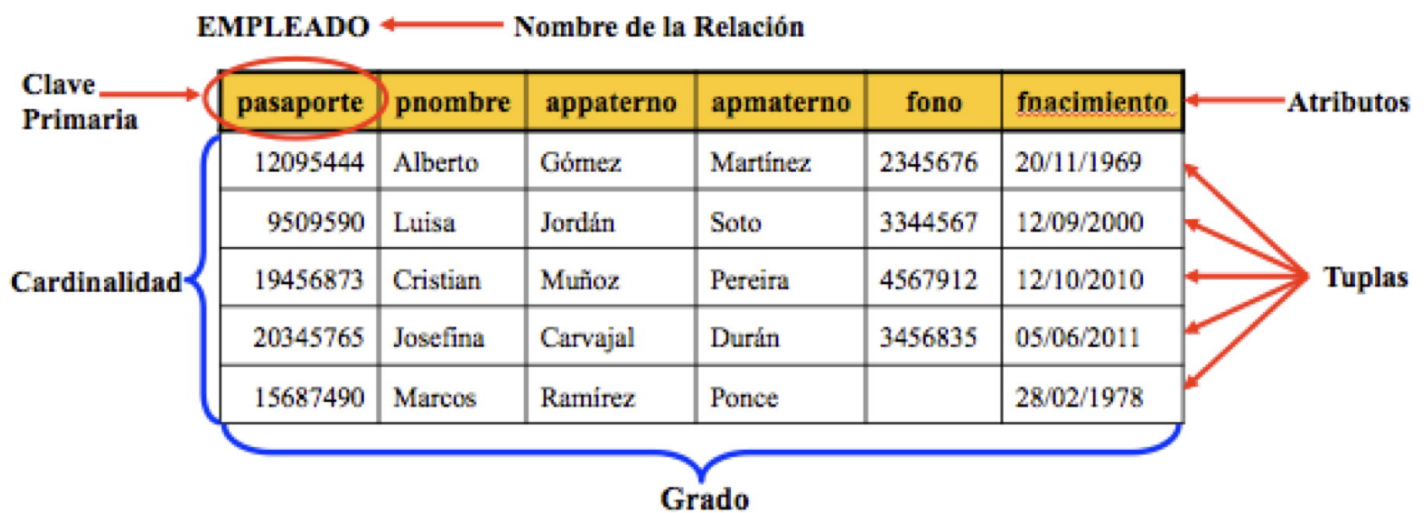 EMPLEADO Nombre de la Relación
Clave
Primaria
pasaporte pnombre appaterno apmaterno fono fnacimiento Atributos
12095444 Alberto Gómez Martínez 2345676 20/11/1969
9509590 Luisa Jordán Soto 3344567 12/09/2000
Cardinalidad 19456873 Cristian Muñoz Pereira 4567912 12/10/2010 Tuplas
20345765 Josefina Carvajal Durán 3456835 05/06/2011
15687490 Marcos Ramírez Ponce 28/02/1978
Grado